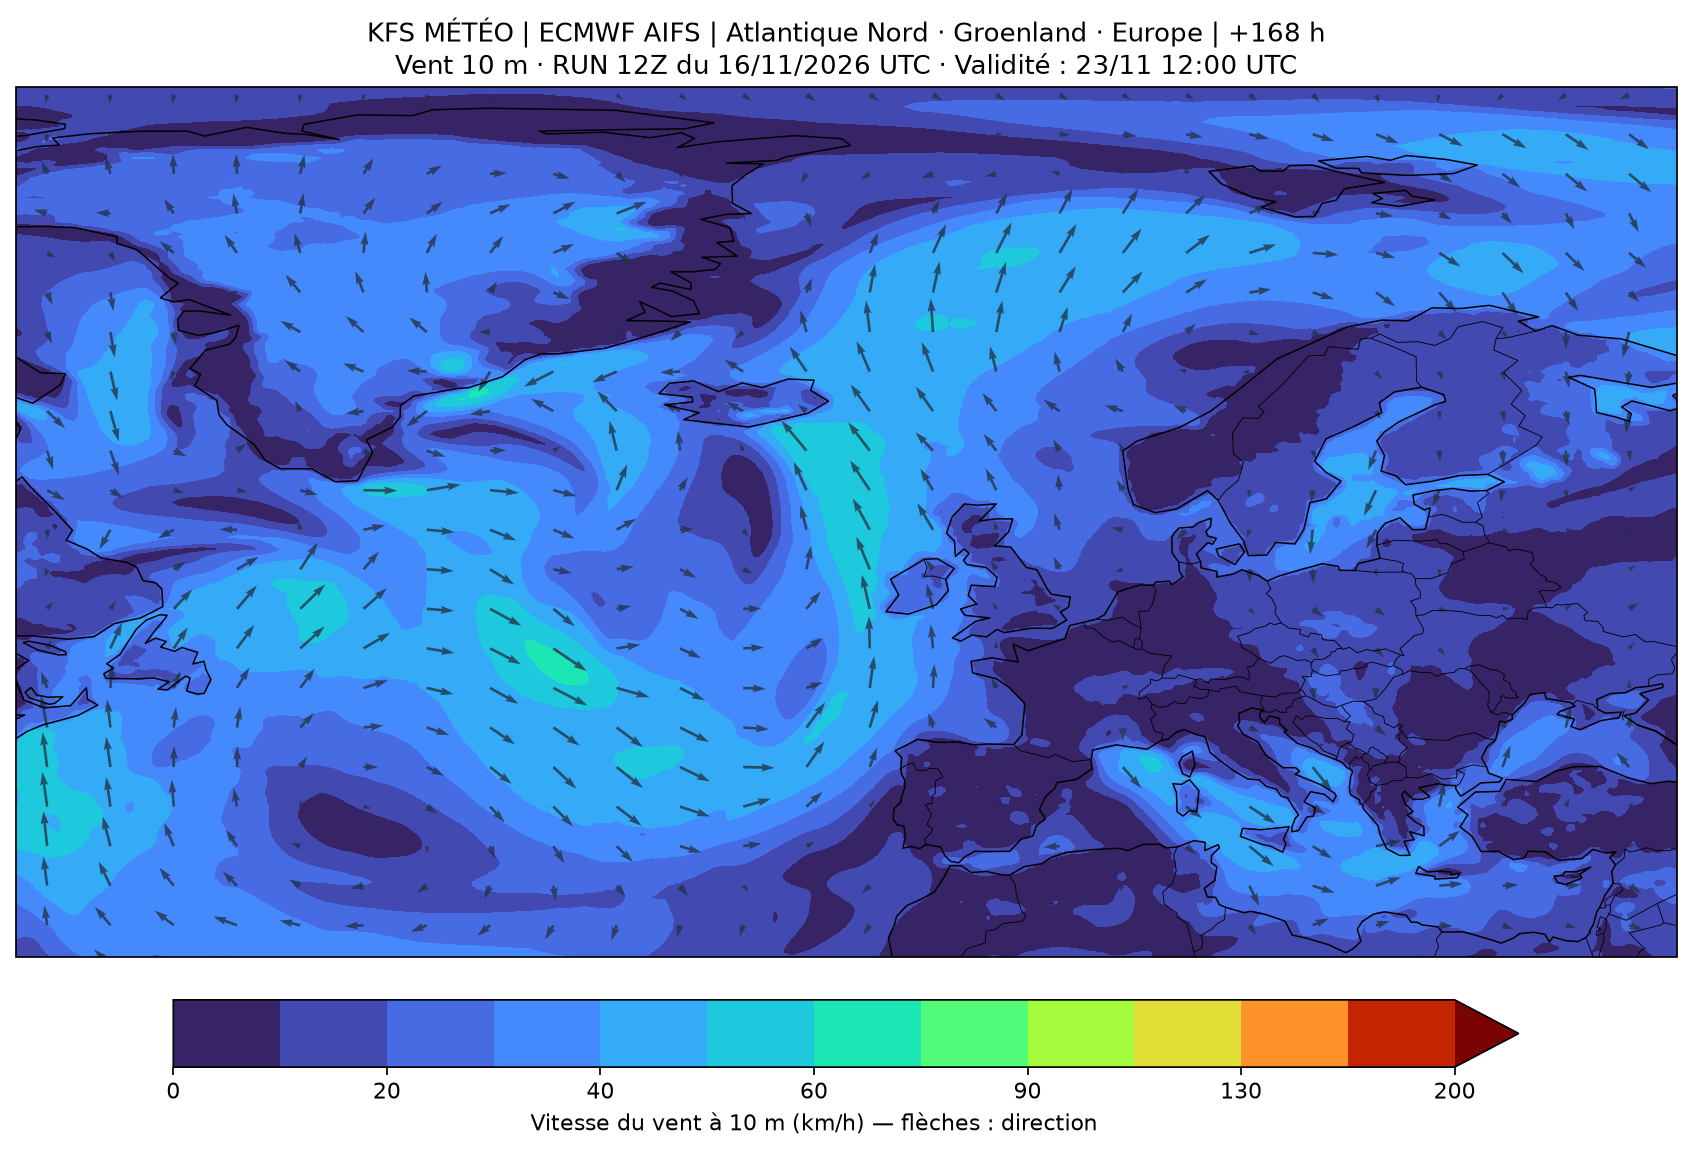 KFS MÉTÉO | ECMWF AIFS | Atlantique Nord · Groenland · Europe | +168 h
Vent 10 m · RUN 12Z du 16/11/2026 UTC · Validité : 23/11 12:00 UTC
0 20 40 60 90 130 200
Vitesse du vent à 10 m (km/h) — flèches : direction